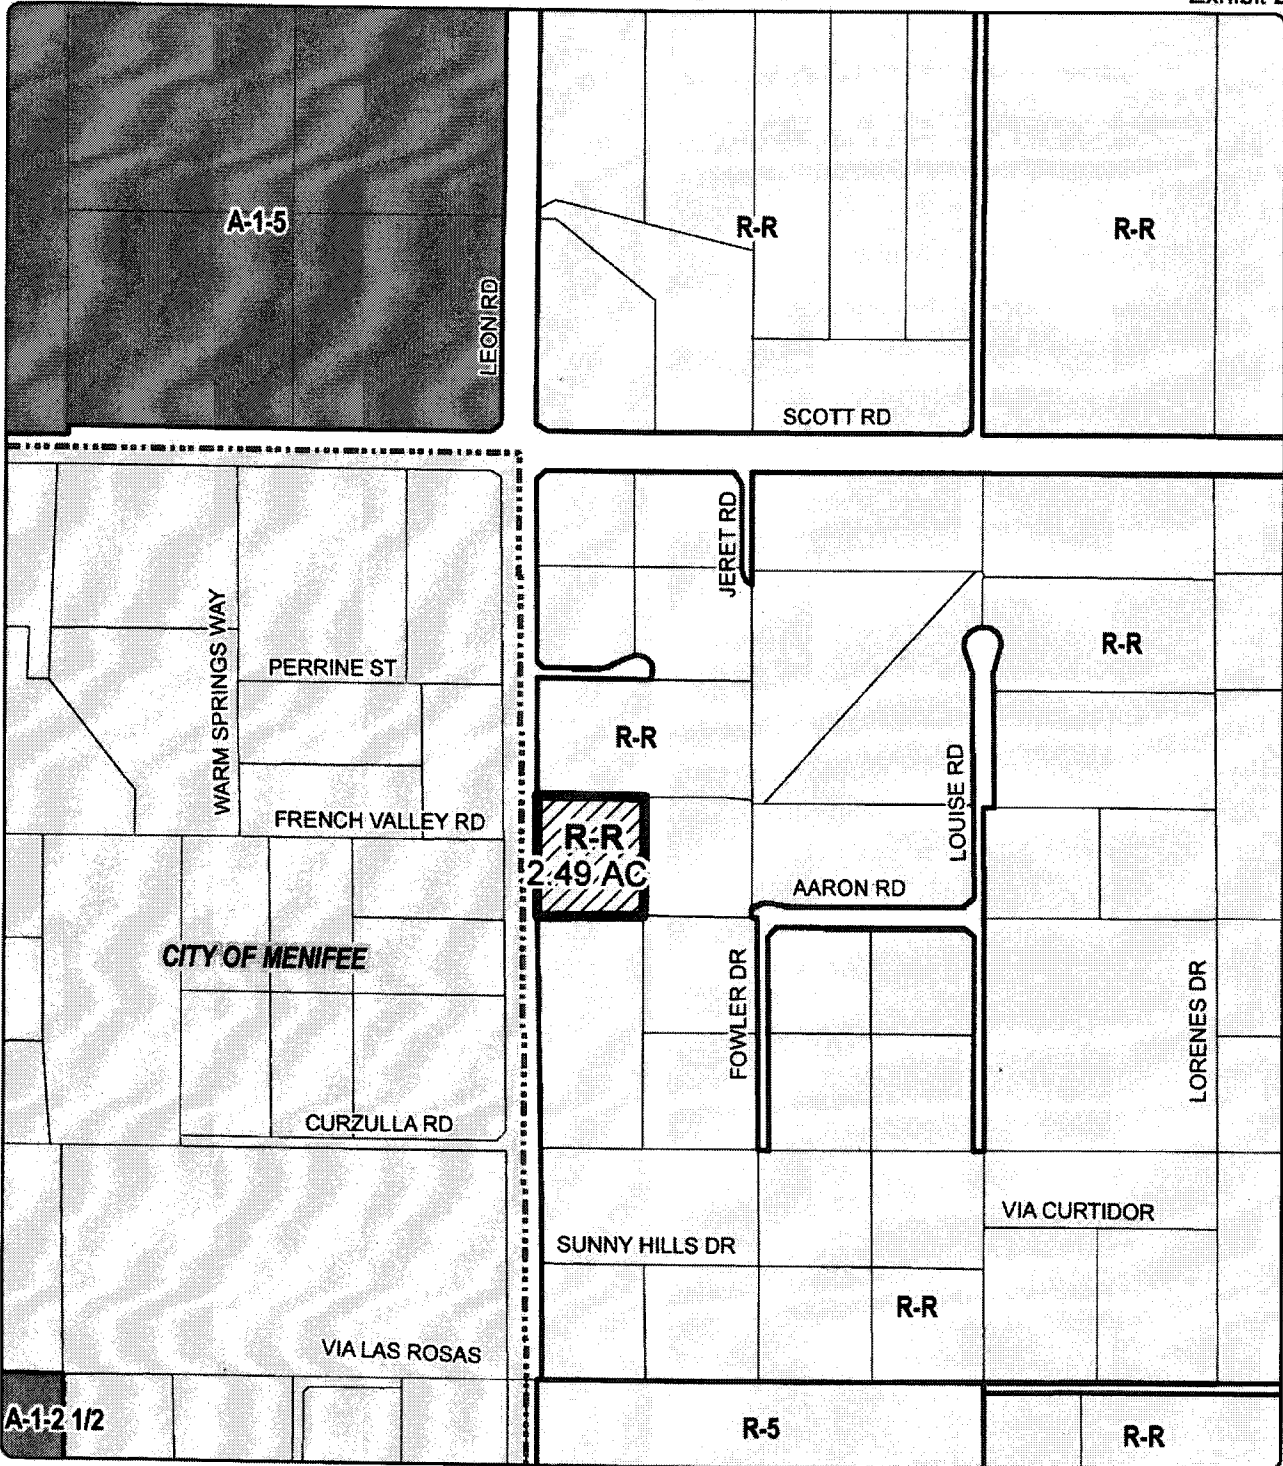 A-1-5
R-R
R-R
LEON RD
SCOTT RD
JERET RD
WARM SPRINGS WAY
PERRINE ST
R-R
R-R
LOUISE RD
FRENCH VALLEY RD
R-R
2.49 AC
AARON RD
CITY OF MENIFEE
FOWLER DR
LORENES DR
CURZULLA RD
VIA CURTIDOR
SUNNY HILLS DR
R-R
VIA LAS ROSAS
A-1-2 1/2
R-5
R-R